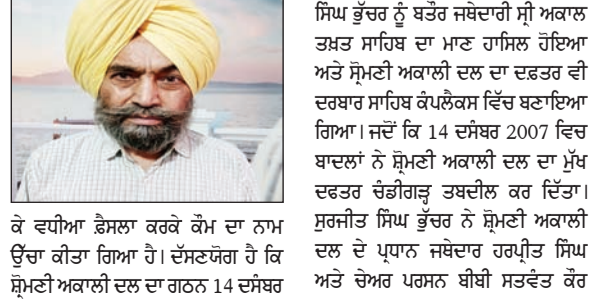 ਕੇ ਵਧੀਆ ਫ਼ੈਸਲਾ ਕਰਕੇ ਕੌਮ ਦਾ ਨਾਮ
ਉੱਚਾ ਕੀਤਾ ਗਿਆ ਹੈ। ਦੱਸਣਯੋਗ ਹੈ ਕਿ
ਸ਼੍ਰੋਮਣੀ ਅਕਾਲੀ ਦਲ ਦਾ ਗਠਨ 14 ਦਸੰਬਰ
ਸਿੰਘ ਭੁੱਚਰ ਨੂੰ ਬਤੌਰ ਜਥੇਦਾਰੀ ਸ੍ਰੀ ਅਕਾਲ
ਤਖ਼ਤ ਸਾਹਿਬ ਦਾ ਮਾਣ ਹਾਸਿਲ ਹੋਇਆ
ਅਤੇ ਸ੍ਰੋਮਣੀ ਅਕਾਲੀ ਦਲ ਦਾ ਦਫ਼ਤਰ ਵੀ
ਦਰਬਾਰ ਸਾਹਿਬ ਕੰਪਲੈਕਸ ਵਿੱਚ ਬਣਾਇਆ
ਗਿਆ। ਜਦੋਂ ਕਿ 14 ਦਸੰਬਰ 2007 ਵਿਚ
ਬਾਦਲਾਂ ਨੇ ਸ਼੍ਰੋਮਣੀ ਅਕਾਲੀ ਦਲ ਦਾ ਮੁੱਖ
ਦਫਤਰ ਚੰਡੀਗੜ੍ਹ ਤਬਦੀਲ ਕਰ ਦਿੱਤਾ।
ਸੁਰਜੀਤ ਸਿੰਘ ਭੁੱਚਰ ਨੇ ਸ਼੍ਰੋਮਣੀ ਅਕਾਲੀ
ਦਲ ਦੇ ਪ੍ਰਧਾਨ ਜਥੇਦਾਰ ਹਰਪ੍ਰੀਤ ਸਿੰਘ
ਅਤੇ ਚੇਅਰ ਪਰਸਨ ਬੀਬੀ ਸਤਵੰਤ ਕੌਰ